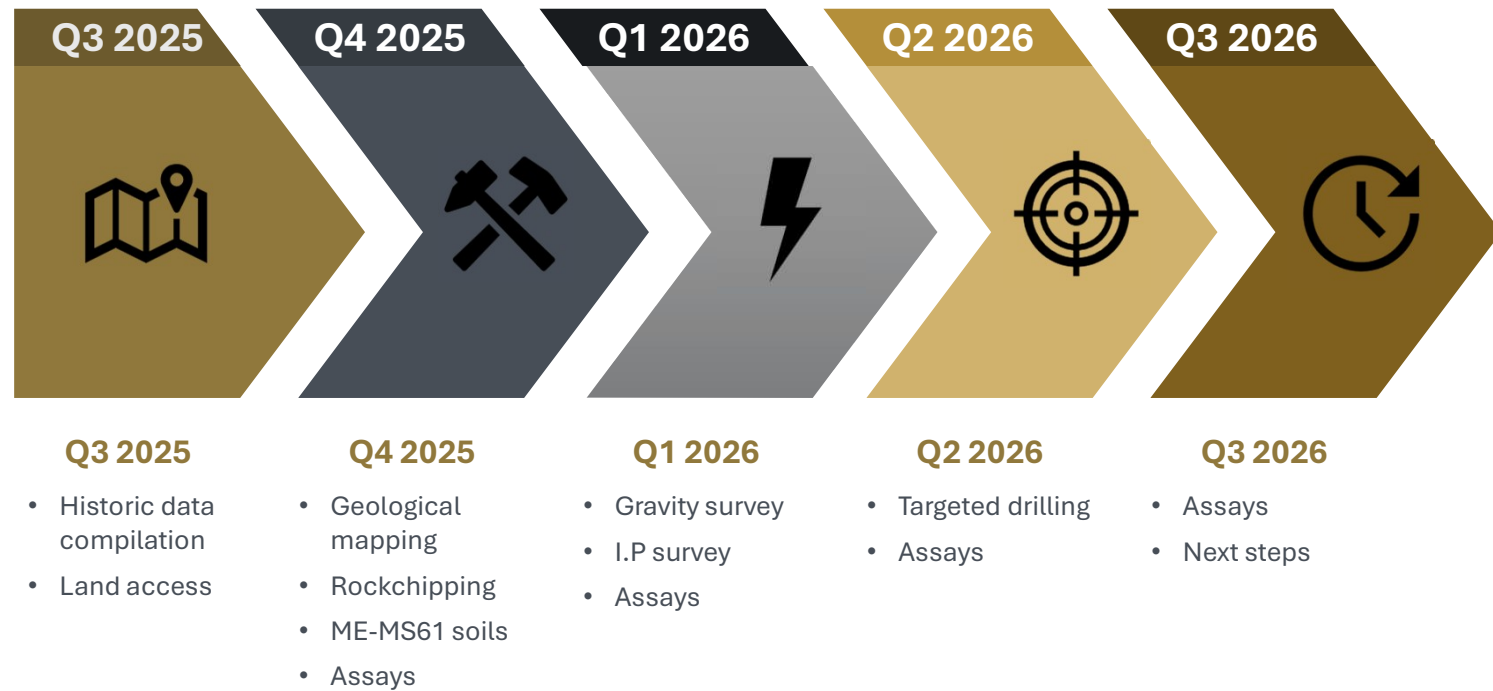 Q3 2025
Q4 2025
Q1 2026
Q2 2026
Q3 2026
Q3 2025
• Historic data
compilation
• Land access
Q4 2025
• Geological
mapping
• Rockchipping
• ME-MS61 soils
• Assays
Q1 2026
• Gravity survey
• I.P survey
• Assays
Q2 2026
• Targeted drilling
• Assays
Q3 2026
• Assays
• Next steps